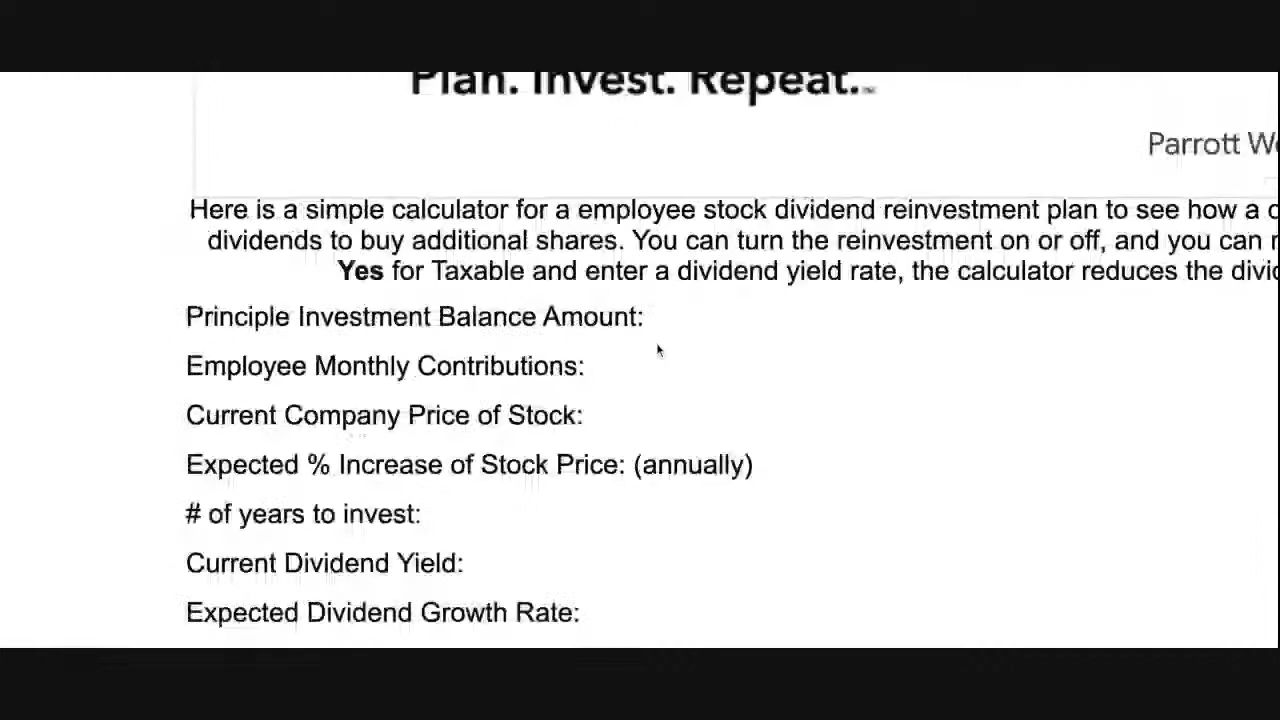 Plan. Invest. Repeat.
Parrott
Here is a simple calculator for a employee stock dividend reinvestment plan to see how a
dividends to buy additional shares. You can turn the reinvestment on or off, and you can
Yes for Taxable and enter a dividend yield rate, the calculator reduces the
Principle Investment Balance Amount:
Employee Monthly Contributions:
Current Company Price of Stock:
Expected % Increase of Stock Price: (annually)
# of years to invest:
Current Dividend Yield:
Expected Dividend Growth Rate: